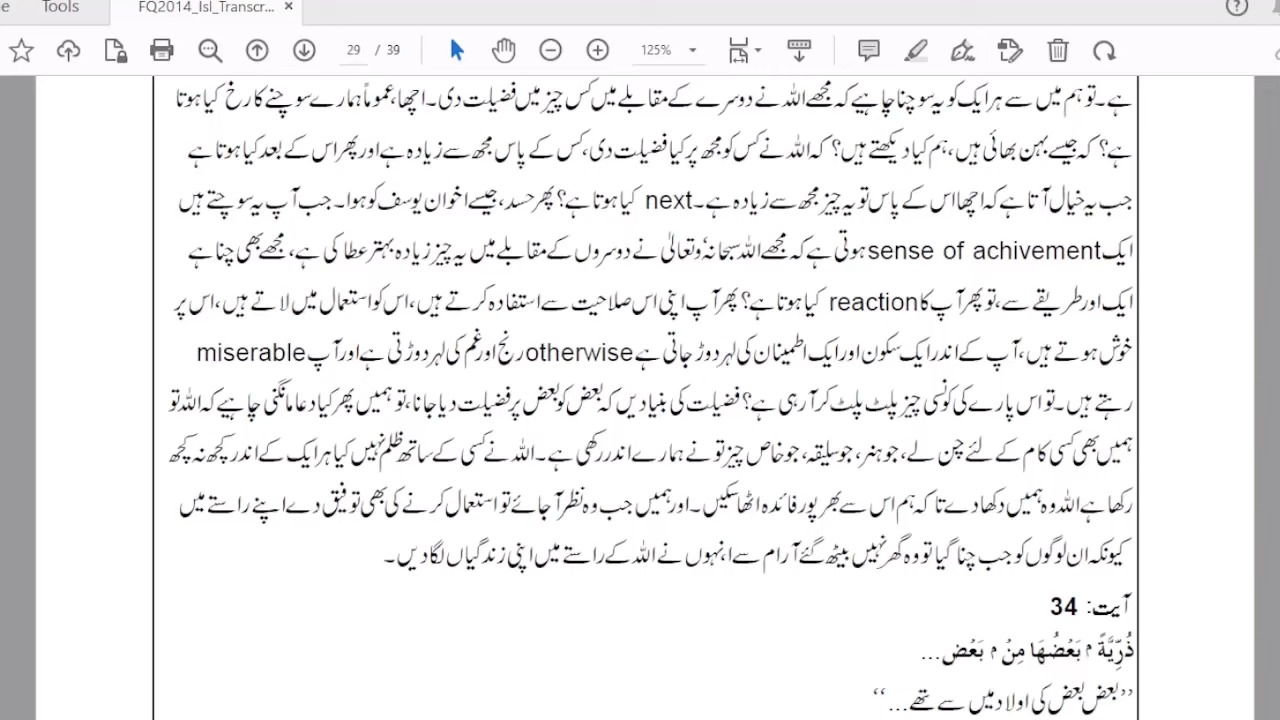 e Tools FQ2014_Isl_Transcr... ×
29 / 39 125%
ہے۔ تو ہم میں سے ہر ایک کو یہ سوچنا چاہیے کہ مجھے اللہ نے دوسرے کے مقابلے میں کس چیز میں فضیلت دی۔ اچھا، عموماً ہمارے سوچنے کا رخ کیا ہوتا
ہے؟ کہ جیسے بہن بھائی ہیں، ہم کیا دیکھتے ہیں؟ کہ اللہ نے کس کو مجھ پر کیا فضیلت دی، کس کے پاس مجھ سے زیادہ ہے اور پھر اس کے بعد کیا ہوتا ہے
جب یہ خیال آتا ہے کہ اچھا اس کے پاس تو یہ چیز مجھ سے زیادہ ہے۔ next کیا ہوتا ہے؟ پھر حسد، جیسے اخوان یوسف کو ہوا۔ جب آپ یہ سوچتے ہیں
ایک sense of achivement ہوتی ہے کہ مجھے اللہ سبحانہٗ وتعالیٰ نے دوسروں کے مقابلے میں یہ چیز زیادہ بہتر عطا کی ہے، مجھے بھی چنا ہے
ایک اور طریقے سے، تو پھر آپ کا reaction کیا ہوتا ہے؟ پھر آپ اپنی اس صلاحیت سے استفادہ کرتے ہیں، اس کو استعمال میں لاتے ہیں، اس پر
خوش ہوتے ہیں، آپ کے اندر ایک سکون اور ایک اطمینان کی لہر دوڑ جاتی ہے otherwise رنج اور غم کی لہر دوڑتی ہے اور آپ miserable
رہتے ہیں۔ تو اس پارے کی کونسی چیز پلٹ پلٹ کر آ رہی ہے؟ فضیلت کی بنیاد یں کہ بعض کو بعض پر فضیلت دیا جانا، تو ہمیں پھر کیا دعا مانگنی چاہیے کہ اللہ تو
ہمیں بھی کسی کام کے لئے چن لے، جو ہنر، جو سلیقہ، جو خاص چیز تو نے ہمارے اندر رکھی ہے۔ اللہ نے کسی کے ساتھ ظلم نہیں کیا ہر ایک کے اندر کچھ نہ کچھ
رکھا ہے اللہ وہ ہمیں دکھا دے تا کہ ہم اس سے بھرپور فائدہ اٹھا سکیں۔ اور ہمیں جب وہ نظر آ جائے تو استعمال کرنے کی بھی توفیق دے اپنے راستے میں
کیونکہ ان لوگوں کو جب چنا گیا تو وہ گھر نہیں بیٹھ گئے آرام سے، انہوں نے اللہ کے راستے میں اپنی زندگیاں لگا دیں۔
آیت: 34
ذُرِّيَّةً ۢ بَعْضُهَا مِنْ ۢ بَعْض...
”بعض بعض کی اولاد میں سے تھے...“